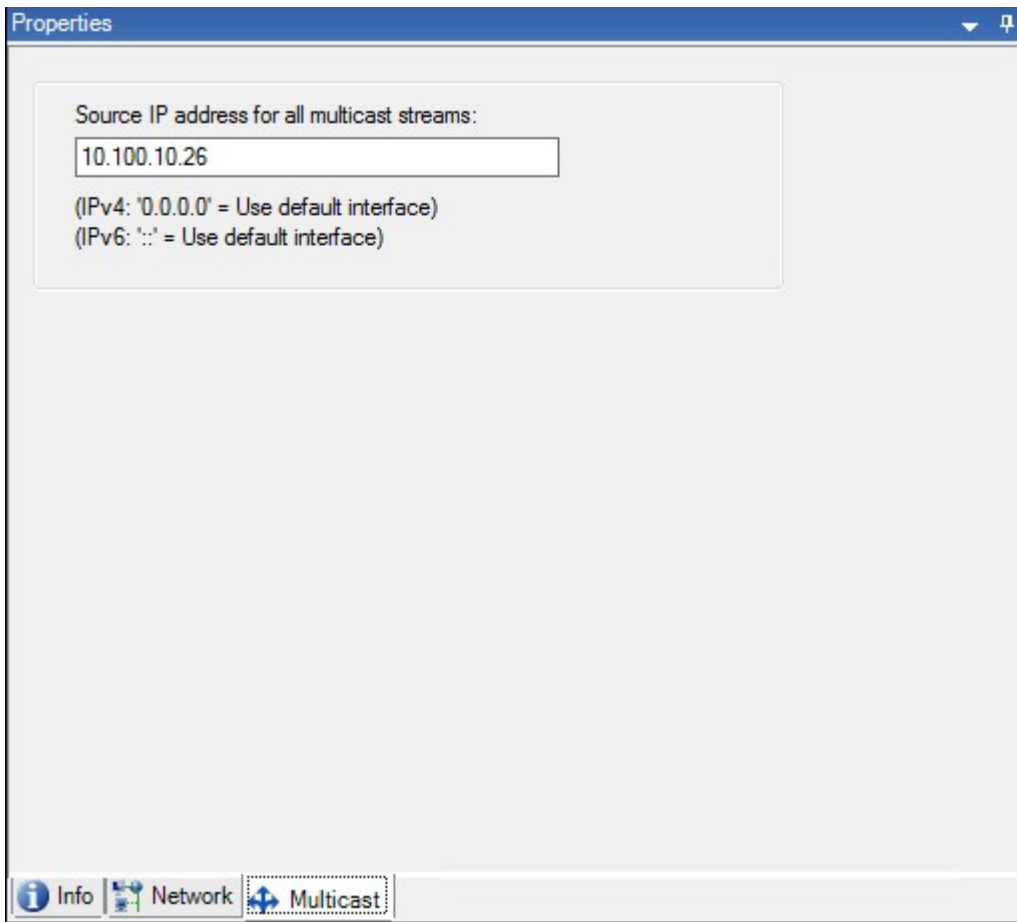 Properties
Source IP address for all multicast streams:
10.100.10.26
(IPv4: '0.0.0.0' = Use default interface)
(IPv6: '::' = Use default interface)
Info Network Multicast